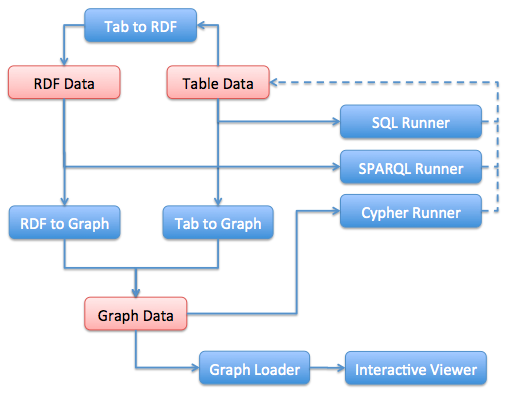 Tab to RDF
RDF Data
Table Data
SQL Runner
SPARQL Runner
RDF to Graph
Tab to Graph
Cypher Runner
Graph Data
Graph Loader
Interactive Viewer